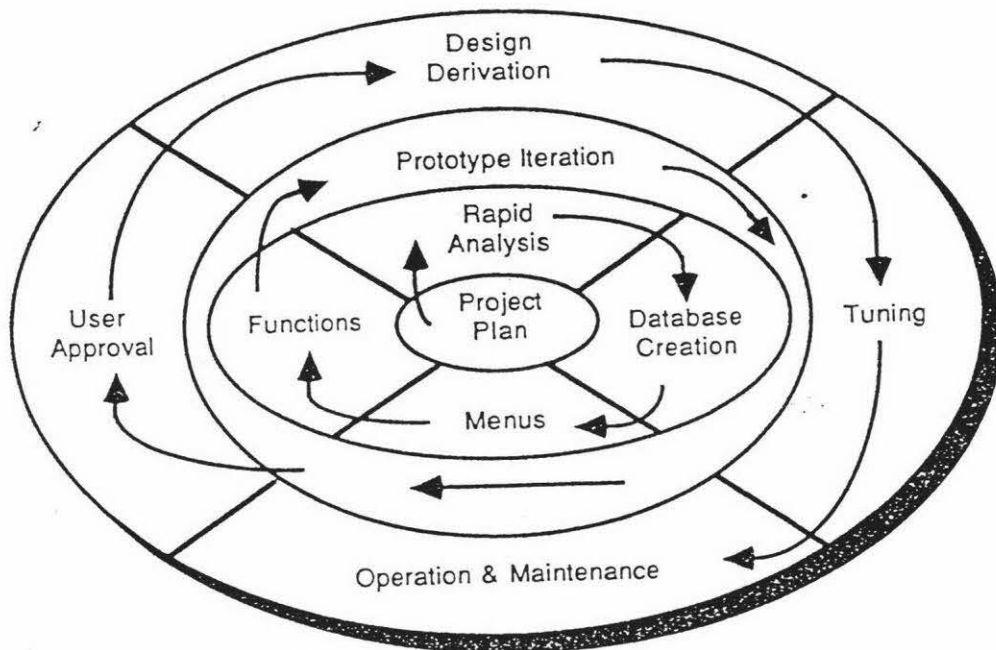 Design
Derivation
Prototype Iteration
Rapid
Analysis
Project
Plan
User
Approval
Functions
Database
Creation
Tuning
Menus
Operation & Maintenance